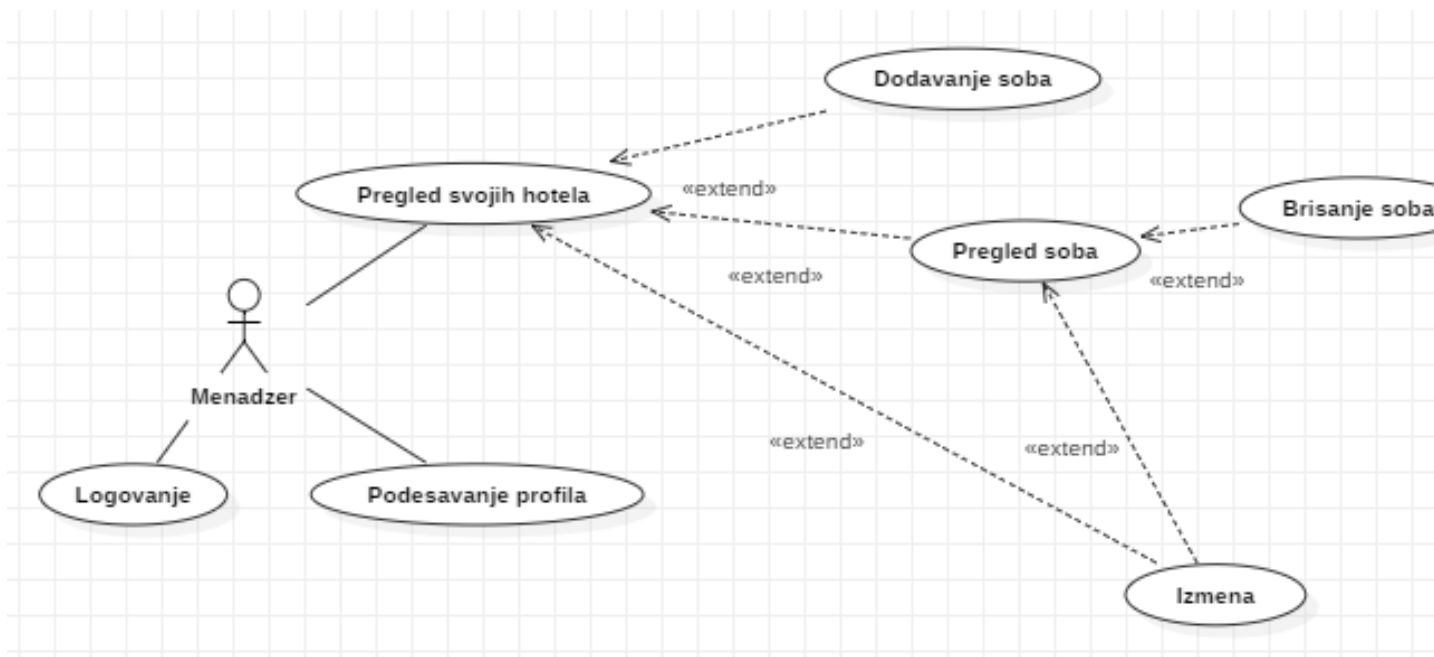 Dodavanje soba
Pregled svojih hotela
«extend»
Brisanje soba
Pregled soba
«extend»
«extend»
Menadzer
«extend»
«extend»
Logovanje
Podesavanje profila
Izmena